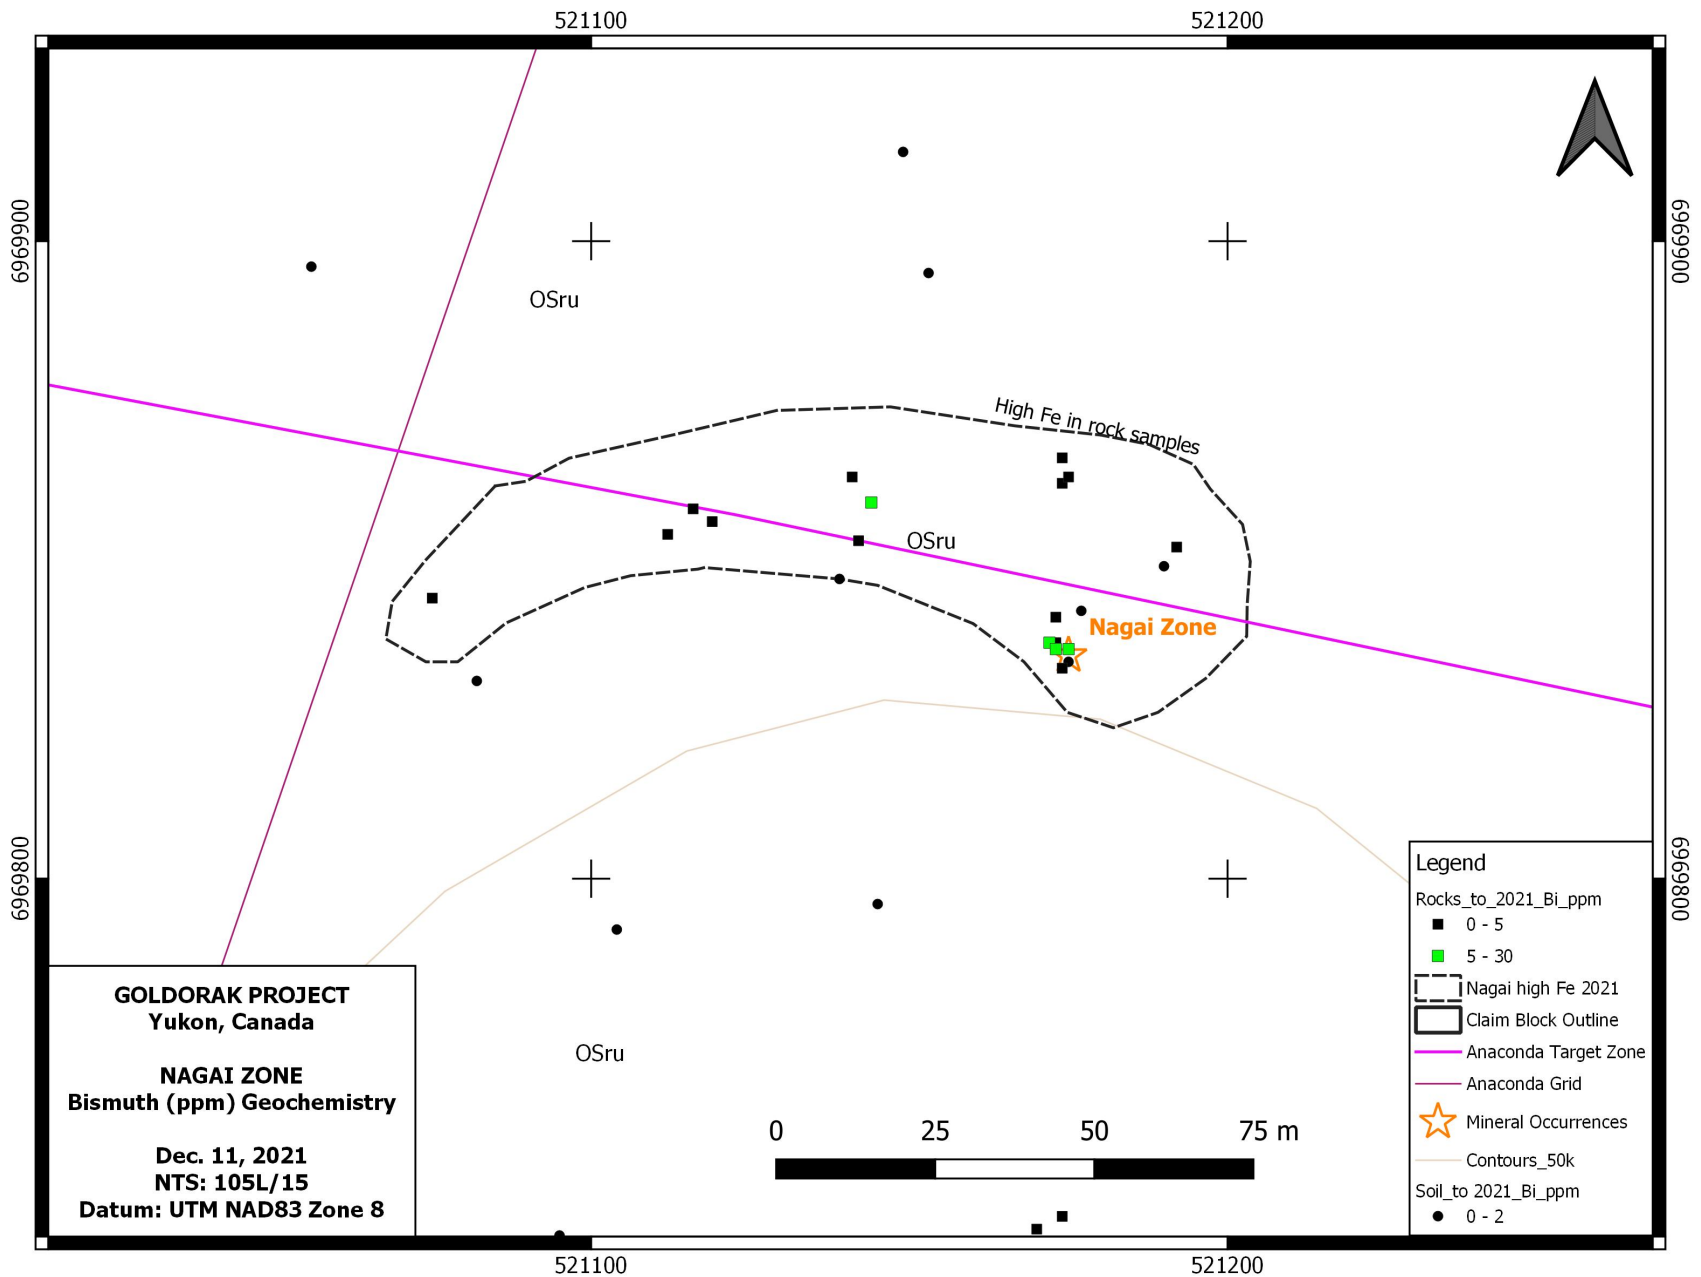 521100
521200
6969900
6969900
OSru
High Fe in rock samples
OSru
Nagai Zone
6969800
6969800
Legend
Rocks_to_2021_Bi_ppm
0 - 5
5 - 30
Nagai high Fe 2021
Claim Block Outline
Anaconda Target Zone
Anaconda Grid
Mineral Occurrences
Contours_50k
Soil_to 2021_Bi_ppm
0 - 2
GOLDORAK PROJECT
Yukon, Canada
NAGAI ZONE
Bismuth (ppm) Geochemistry
Dec. 11, 2021
NTS: 105L/15
Datum: UTM NAD83 Zone 8
OSru
0 25 50 75 m
521100
521200